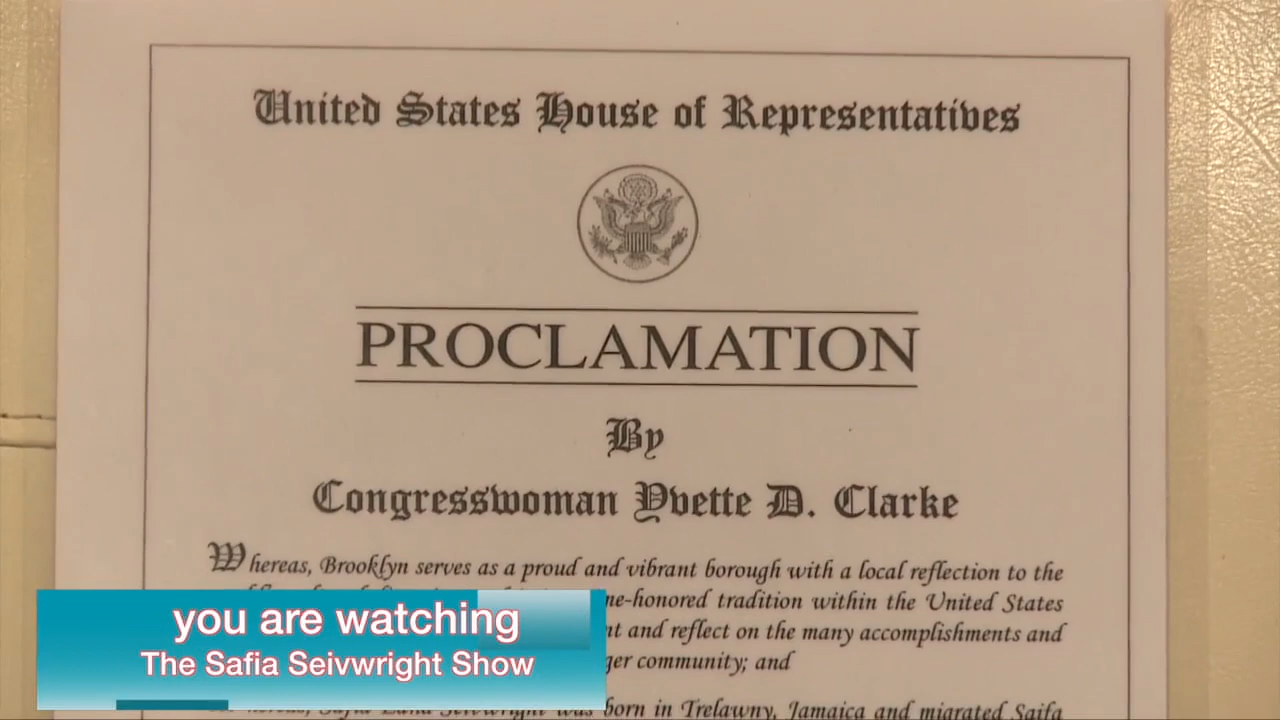 United States House of Representatives
PROCLAMATION
By
Congresswoman Yvette D. Clarke
Whereas, Brooklyn serves as a proud and vibrant borough with a local reflection to the
ne-honored tradition within the United States
nt and reflect on the many accomplishments and
ger community; and
born in Trelawny, Jamaica and migrated Saifa
you are watching
The Safia Seivwright Show